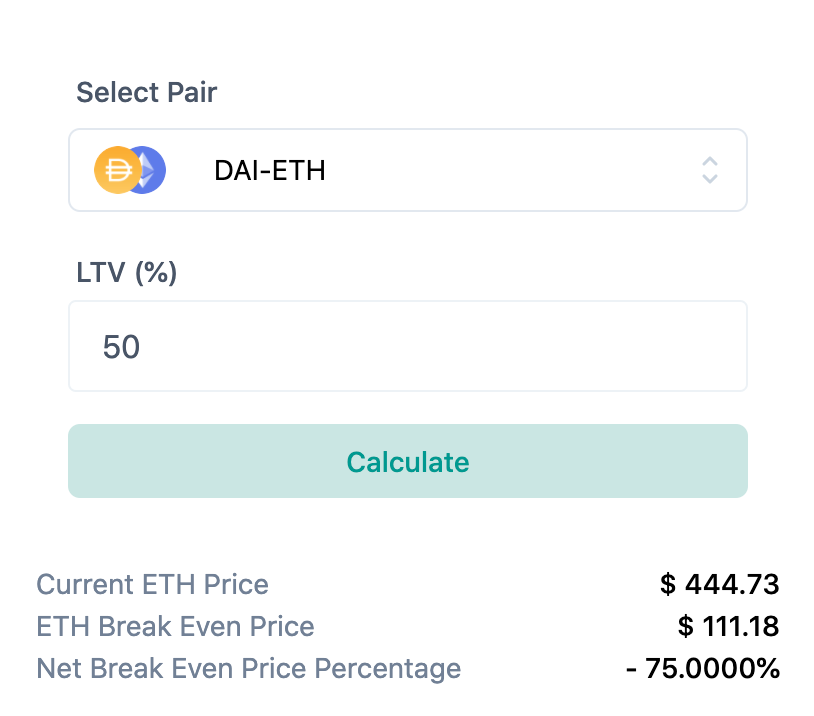 Select Pair
DAI-ETH
LTV (%)
50
Calculate
Current ETH Price $ 444.73
ETH Break Even Price $ 111.18
Net Break Even Price Percentage - 75.0000%